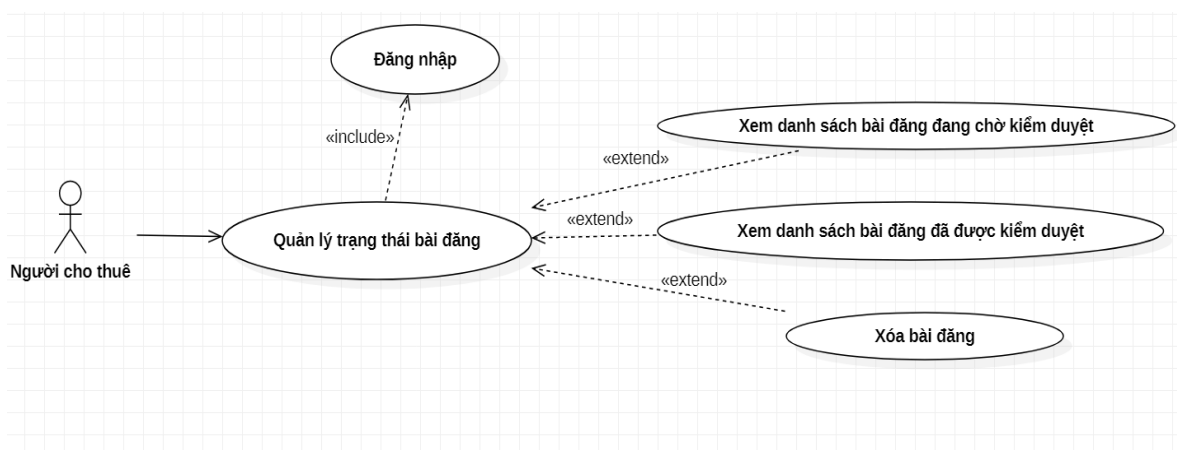 Đăng nhập
«include»
Xem danh sách bài đăng đang chờ kiểm duyệt
«extend»
«extend»
Xem danh sách bài đăng đã được kiểm duyệt
Quản lý trạng thái bài đăng
Người cho thuê
«extend»
Xóa bài đăng